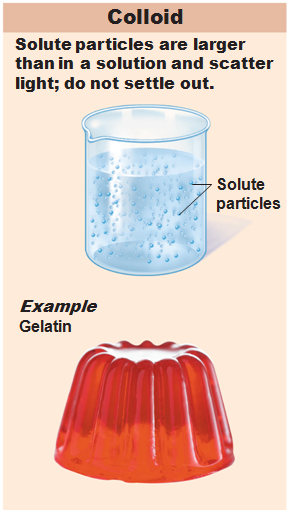 Colloid
Solute particles are larger
than in a solution and scatter
light; do not settle out.
Solute
particles
Example
Gelatin